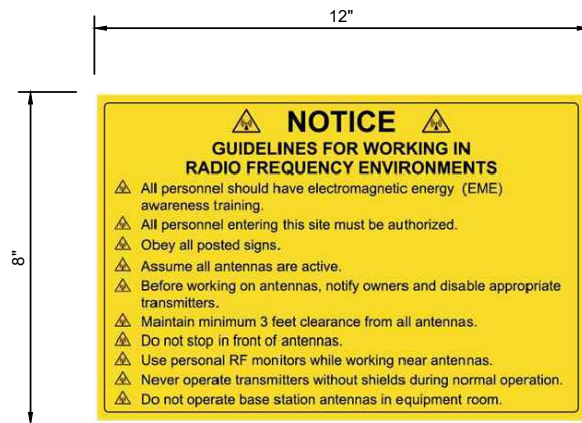 12"
8"
NOTICE
GUIDELINES FOR WORKING IN
RADIO FREQUENCY ENVIRONMENTS
All personnel should have electromagnetic energy (EME)
awareness training.
All personnel entering this site must be authorized.
Obey all posted signs.
Assume all antennas are active.
Before working on antennas, notify owners and disable appropriate
transmitters.
Maintain minimum 3 feet clearance from all antennas.
Do not stop in front of antennas.
Use personal RF monitors while working near antennas.
Never operate transmitters without shields during normal operation.
Do not operate base station antennas in equipment room.